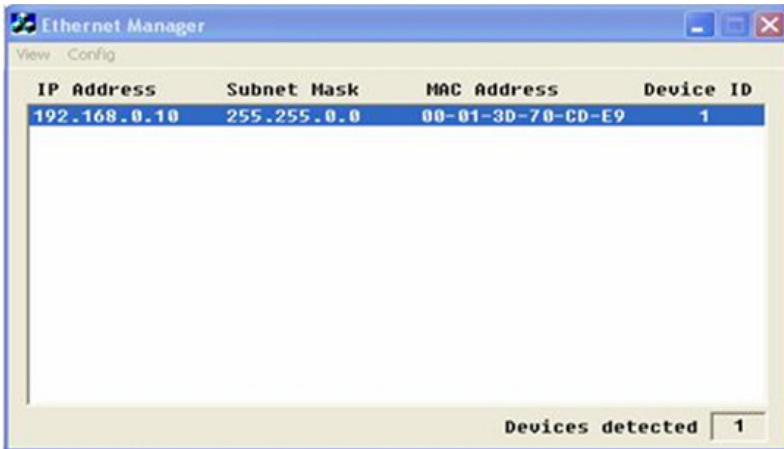 Ethernet Manager
View Config
IP Address Subnet Mask MAC Address Device ID
192.168.0.10 255.255.0.0 00-01-3D-70-CD-E9 1
Devices detected 1